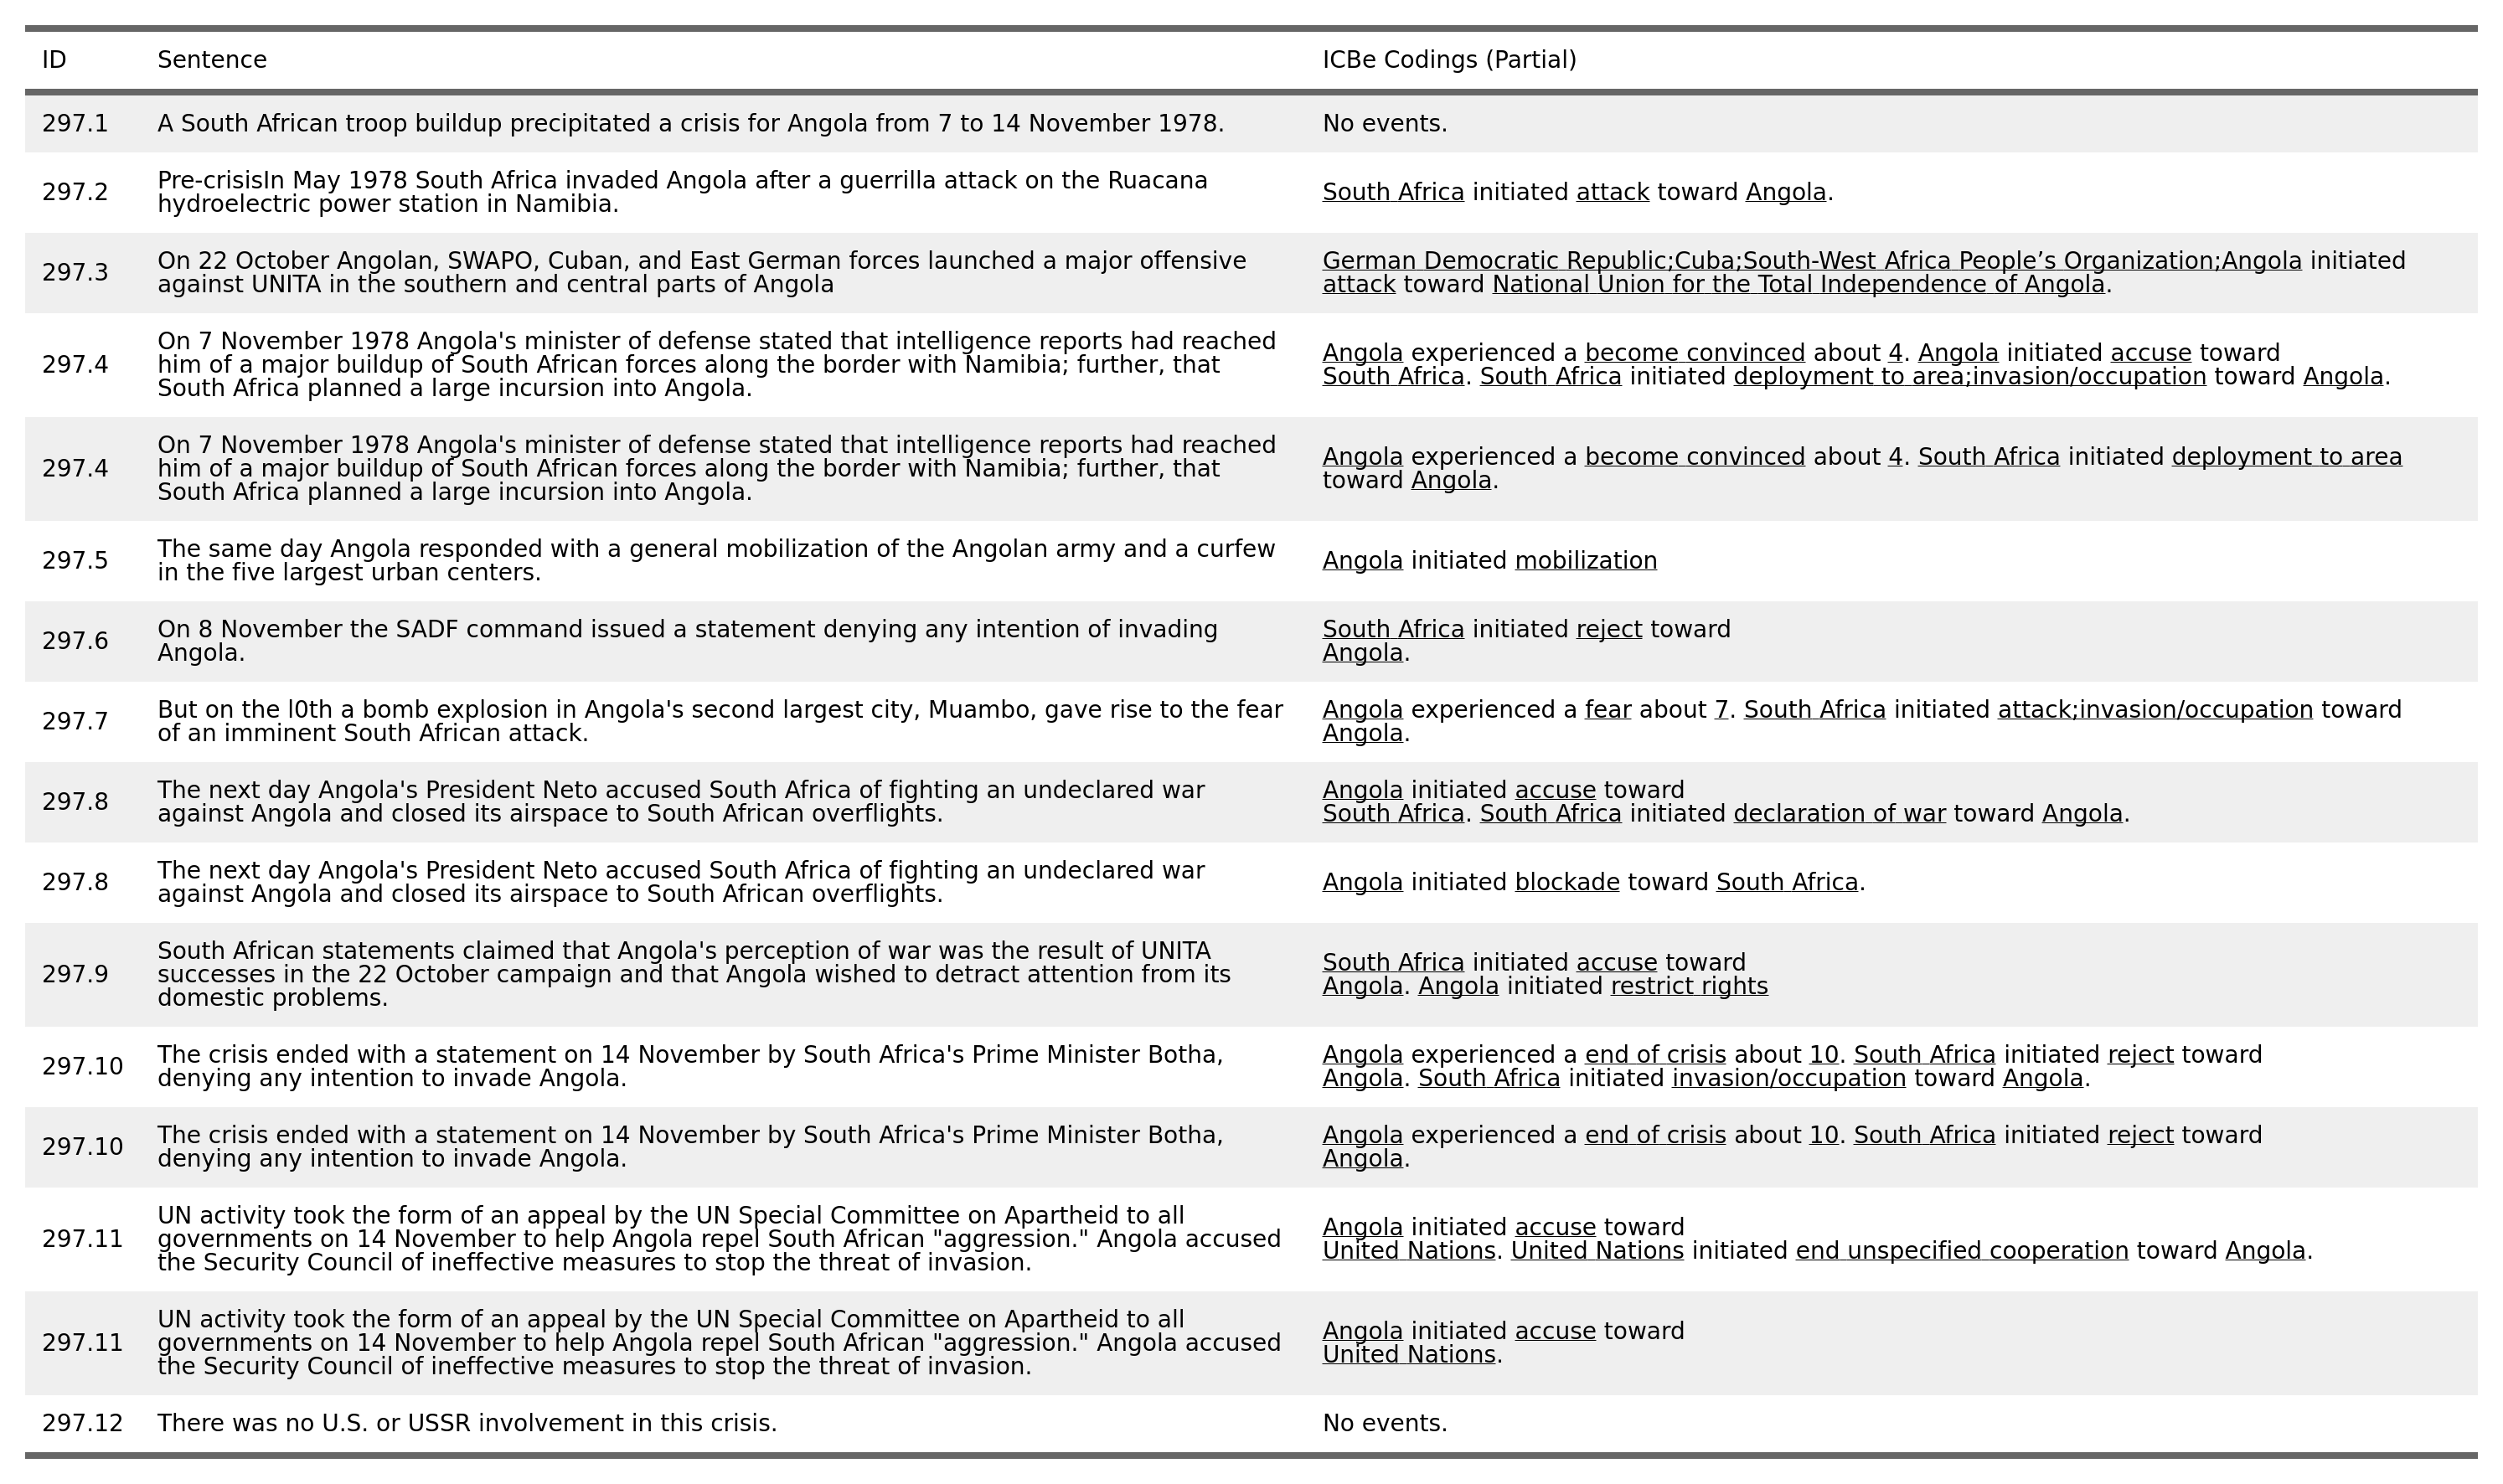 ID Sentence ICBe Codings (Partial)
297.1 A South African troop buildup precipitated a crisis for Angola from 7 to 14 November 1978. No events.
297.2
Pre-crisisIn May 1978 South Africa invaded Angola after a guerrilla attack on the Ruacana
hydroelectric power station in Namibia.
South Africa initiated attack toward Angola.
297.3
On 22 October Angolan, SWAPO, Cuban, and East German forces launched a major offensive
against UNITA in the southern and central parts of Angola
German Democratic Republic;Cuba;South-West Africa People’s Organization;Angola initiated
attack toward National Union for the Total Independence of Angola.
297.4
On 7 November 1978 Angola's minister of defense stated that intelligence reports had reached
him of a major buildup of South African forces along the border with Namibia; further, that
South Africa planned a large incursion into Angola.
Angola experienced a become convinced about 4. Angola initiated accuse toward
South Africa. South Africa initiated deployment to area;invasion/occupation toward Angola.
297.4
On 7 November 1978 Angola's minister of defense stated that intelligence reports had reached
him of a major buildup of South African forces along the border with Namibia; further, that
South Africa planned a large incursion into Angola.
Angola experienced a become convinced about 4. South Africa initiated deployment to area
toward Angola.
297.5
The same day Angola responded with a general mobilization of the Angolan army and a curfew
in the five largest urban centers.
Angola initiated mobilization
297.6
On 8 November the SADF command issued a statement denying any intention of invading
Angola.
South Africa initiated reject toward
Angola.
297.7
But on the l0th a bomb explosion in Angola's second largest city, Muambo, gave rise to the fear
of an imminent South African attack.
Angola experienced a fear about 7. South Africa initiated attack;invasion/occupation toward
Angola.
297.8
The next day Angola's President Neto accused South Africa of fighting an undeclared war
against Angola and closed its airspace to South African overflights.
Angola initiated accuse toward
South Africa. South Africa initiated declaration of war toward Angola.
297.8
The next day Angola's President Neto accused South Africa of fighting an undeclared war
against Angola and closed its airspace to South African overflights.
Angola initiated blockade toward South Africa.
297.9
South African statements claimed that Angola's perception of war was the result of UNITA
successes in the 22 October campaign and that Angola wished to detract attention from its
domestic problems.
South Africa initiated accuse toward
Angola. Angola initiated restrict rights
297.10
The crisis ended with a statement on 14 November by South Africa's Prime Minister Botha,
denying any intention to invade Angola.
Angola experienced a end of crisis about 10. South Africa initiated reject toward
Angola. South Africa initiated invasion/occupation toward Angola.
297.10
The crisis ended with a statement on 14 November by South Africa's Prime Minister Botha,
denying any intention to invade Angola.
Angola experienced a end of crisis about 10. South Africa initiated reject toward
Angola.
297.11
UN activity took the form of an appeal by the UN Special Committee on Apartheid to all
governments on 14 November to help Angola repel South African "aggression." Angola accused
the Security Council of ineffective measures to stop the threat of invasion.
Angola initiated accuse toward
United Nations. United Nations initiated end unspecified cooperation toward Angola.
297.11
UN activity took the form of an appeal by the UN Special Committee on Apartheid to all
governments on 14 November to help Angola repel South African "aggression." Angola accused
the Security Council of ineffective measures to stop the threat of invasion.
Angola initiated accuse toward
United Nations.
297.12 There was no U.S. or USSR involvement in this crisis. No events.